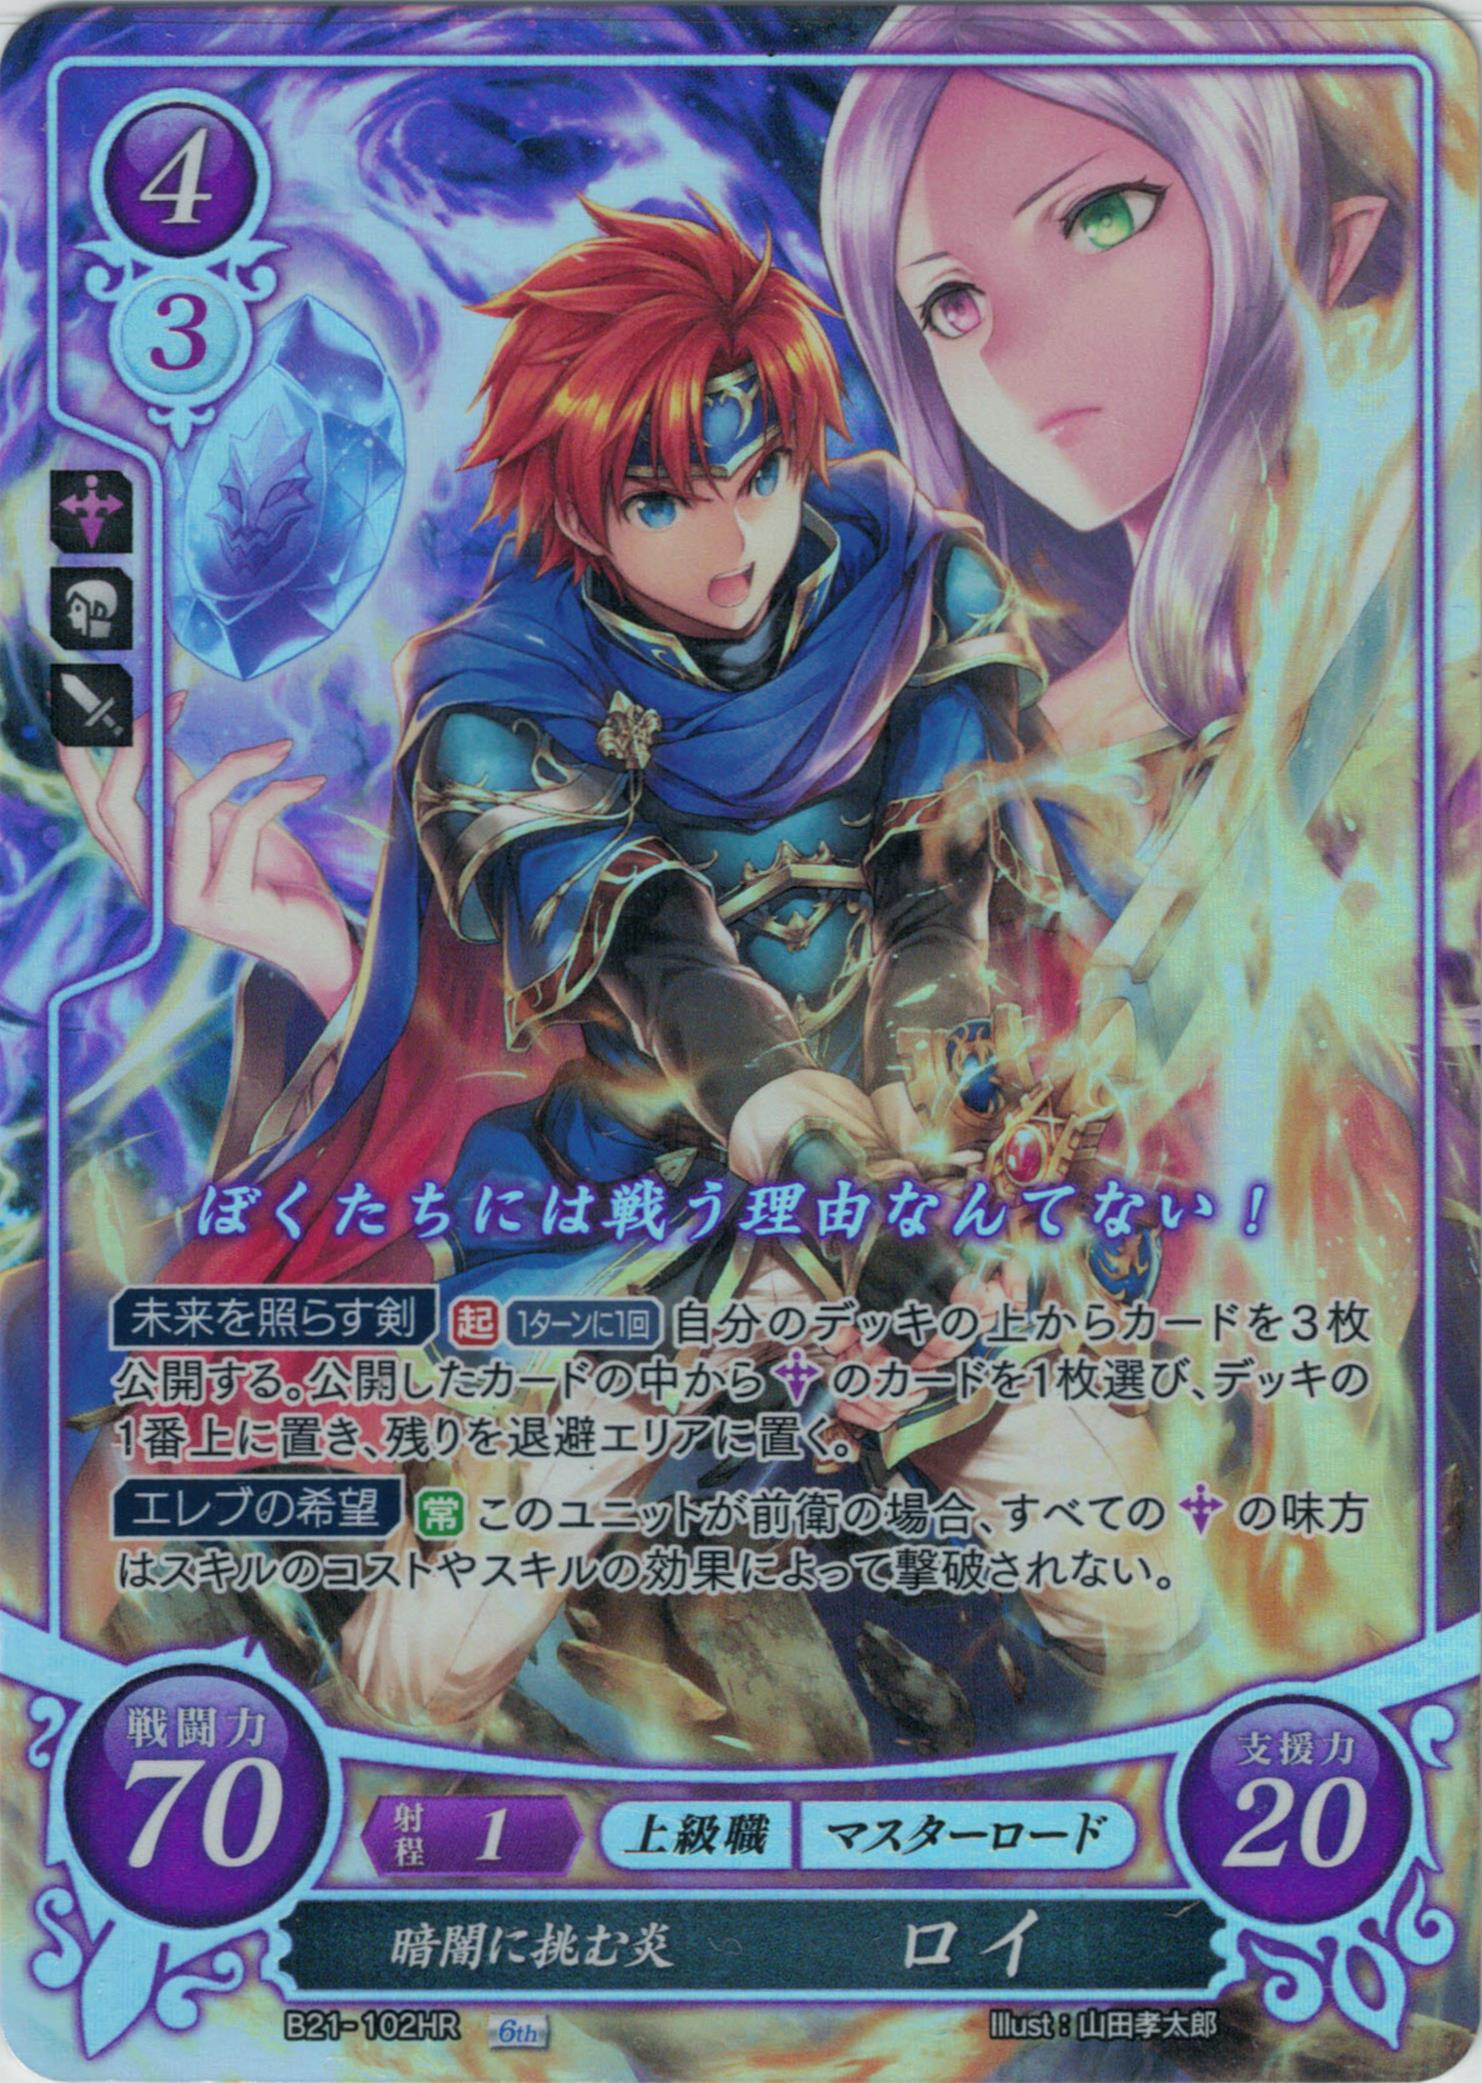 4
3
ぼくたちには戦う理由なんてない！
未来を照らす剣 起 1ターンに1回 自分のデッキの上からカードを3枚
公開する。公開したカードの中から のカードを1枚選び、デッキの
1番上に置き、残りを退避エリアに置く。
エレブの希望 常 このユニットが前衛の場合、すべての の味方
はスキルのコストやスキルの効果によって撃破されない。
戦闘力
70
射程 1
上級職 マスターロード
支援力
20
暗闇に挑む炎 ロイ
B21-102HR 6th Illust：山田孝太郎